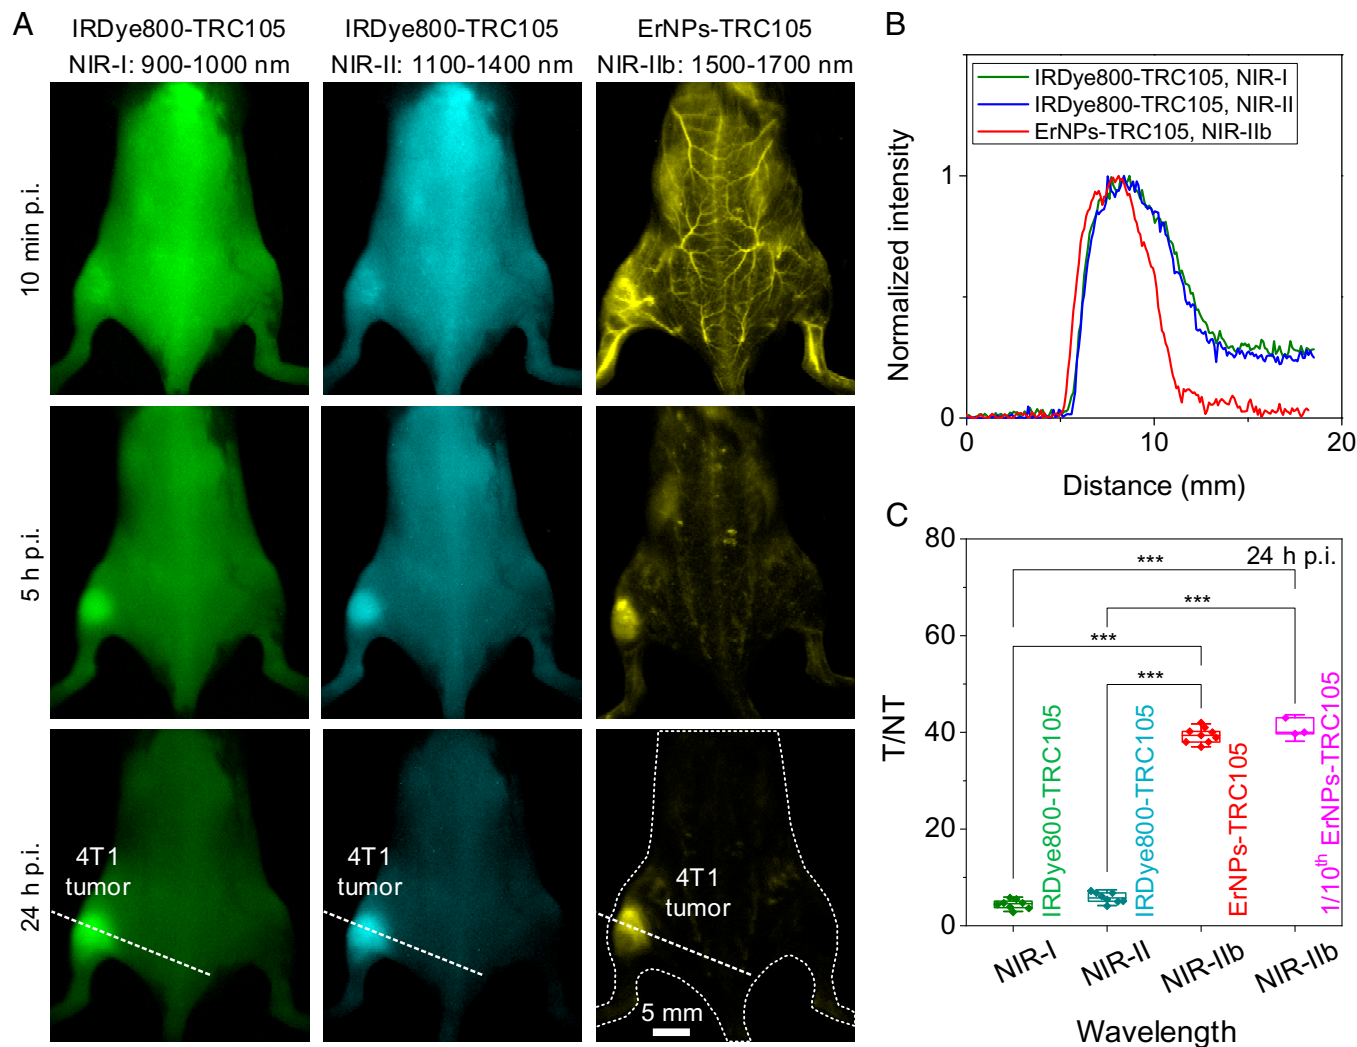 A
IRDye800-TRC105
NIR-I: 900-1000 nm
IRDye800-TRC105
NIR-II: 1100-1400 nm
ErNPs-TRC105
NIR-IIb: 1500-1700 nm
10 min p.i.
5 h p.i.
24 h p.i.
4T1
tumor
4T1
tumor
4T1
tumor
5 mm
B
IRDye800-TRC105, NIR-I
IRDye800-TRC105, NIR-II
ErNPs-TRC105, NIR-IIb
Normalized intensity
1
0
0
10
20
Distance (mm)
C
24 h p.i.
***
***
***
***
T/NT
80
60
40
20
0
IRDye800-TRC105
IRDye800-TRC105
ErNPs-TRC105
1/10th ErNPs-TRC105
NIR-I
NIR-II
NIR-IIb
NIR-IIb
Wavelength